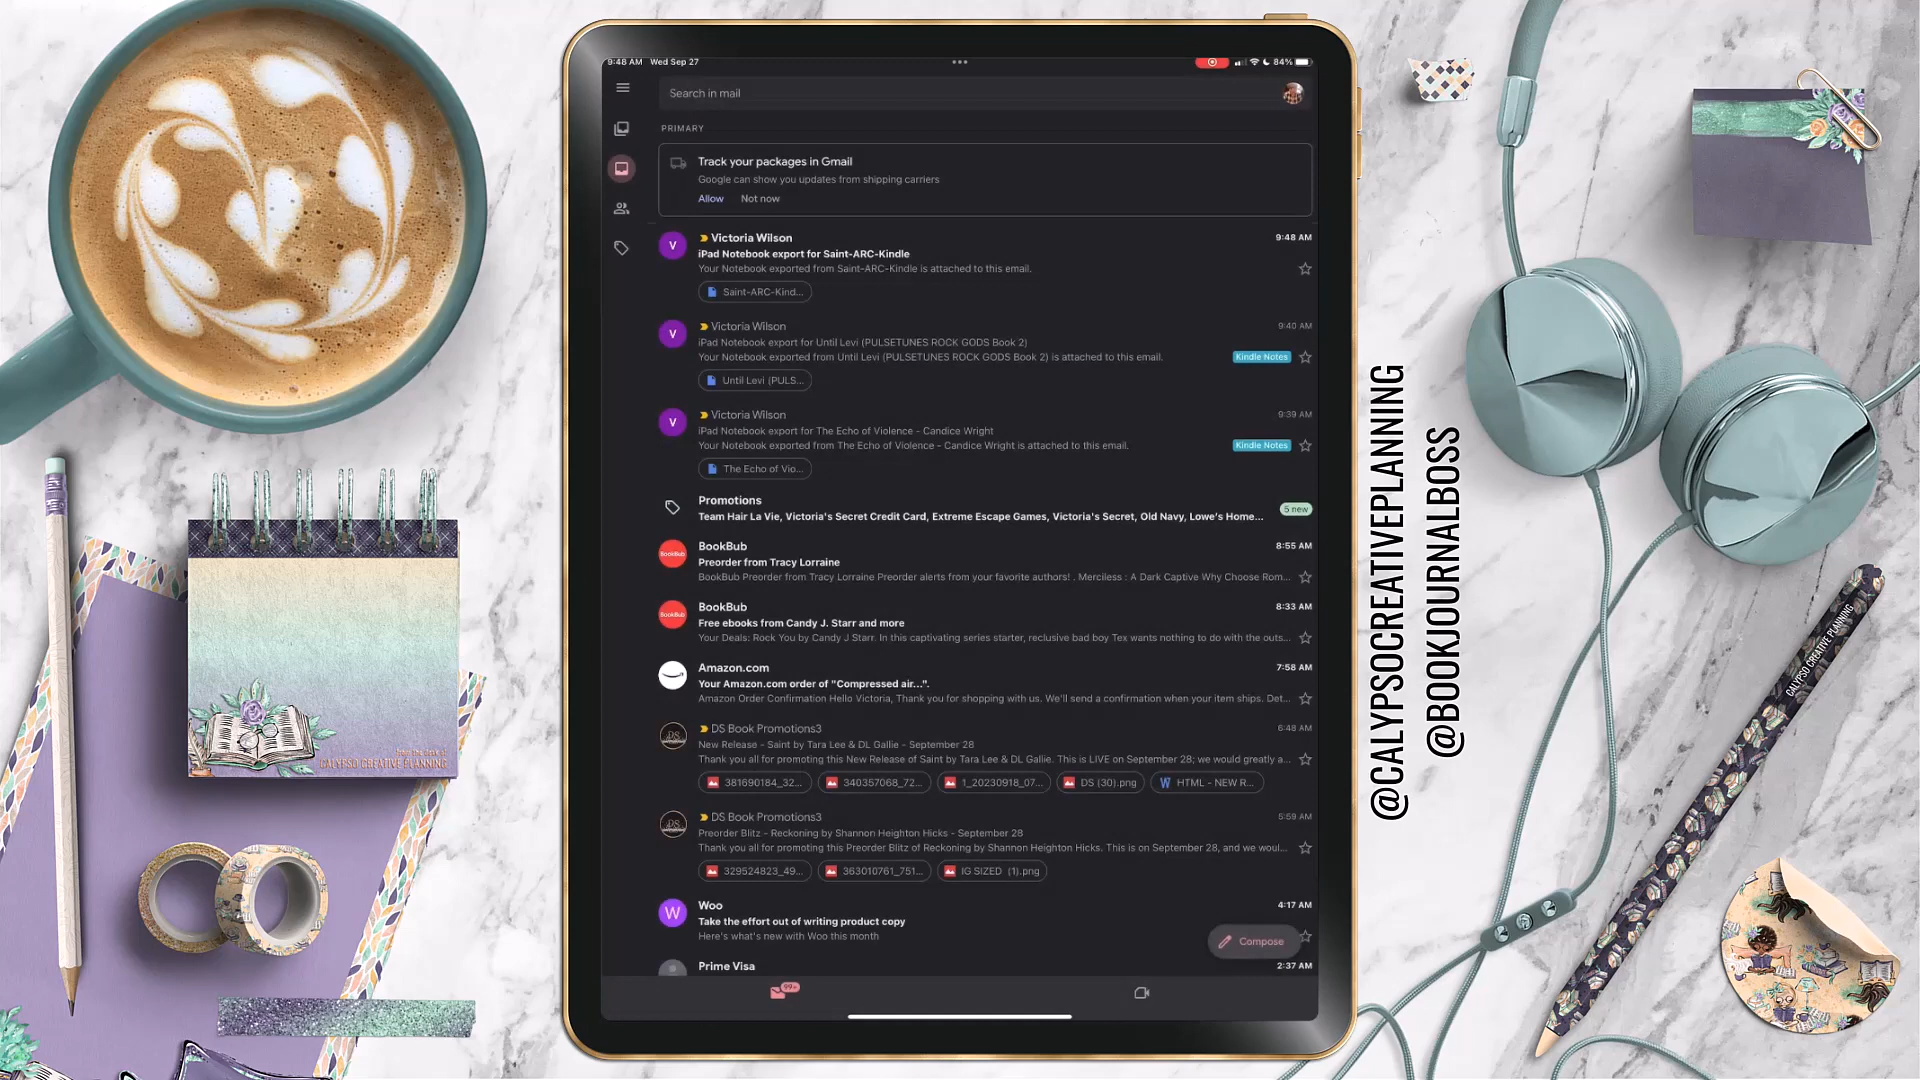 9:48 AM Wed Sep 27
84%
Search in mail
PRIMARY
Track your packages in Gmail
Google can show you updates from shipping carriers
Allow Not now
V
Victoria Wilson 9:48 AM
iPad Notebook export for Saint-ARC-Kindle
Your Notebook exported from Saint-ARC-Kindle is attached to this email.
Saint-ARC-Kind...
V
Victoria Wilson 9:40 AM
iPad Notebook export for Until Levi (PULSETUNES ROCK GODS Book 2)
Your Notebook exported from Until Levi (PULSETUNES ROCK GODS Book 2) is attached to this email. Kindle Notes
Until Levi (PULS...
V
Victoria Wilson 9:39 AM
iPad Notebook export for The Echo of Violence - Candice Wright
Your Notebook exported from The Echo of Violence - Candice Wright is attached to this email. Kindle Notes
The Echo of Vio...
Promotions
Team Hair La Vie, Victoria's Secret Credit Card, Extreme Escape Games, Victoria's Secret, Old Navy, Lowe's Home... 5 new
BookBub
BookBub 8:55 AM
Preorder from Tracy Lorraine
BookBub Preorder from Tracy Lorraine Preorder alerts from your favorite authors! . Merciless : A Dark Captive Why Choose Rom...
BookBub
BookBub 8:33 AM
Free ebooks from Candy J. Starr and more
Your Deals: Rock You by Candy J Starr. In this captivating series starter, reclusive bad boy Tex wants nothing to do with the outs...
Amazon.com 7:58 AM
Your Amazon.com order of "Compressed air...".
Amazon Order Confirmation Hello Victoria, Thank you for shopping with us. We'll send a confirmation when your item ships. Det...
DS
DS Book Promotions3 6:48 AM
New Release - Saint by Tara Lee & DL Gallie - September 28
Thank you all for promoting this New Release of Saint by Tara Lee & DL Gallie. This is LIVE on September 28; we would greatly a...
381690184_32... 340357068_72... 1_20230918_07... DS (30).png HTML - NEW R...
DS
DS Book Promotions3 5:59 AM
Preorder Blitz - Reckoning by Shannon Heighton Hicks - September 28
Thank you all for promoting this Preorder Blitz of Reckoning by Shannon Heighton Hicks. This is on September 28, and we woul...
329524823_49... 363010761_751... IG SIZED (1).png
W
Woo 4:17 AM
Take the effort out of writing product copy
Here's what's new with Woo this month
Compose
Prime Visa 2:37 AM
99+
@CALYPSOCREATIVEPLANNING
@BOOKJOURNALBOSS
CALYPSO CREATIVE PLANNING
CALYPSO CREATIVE PLANNING